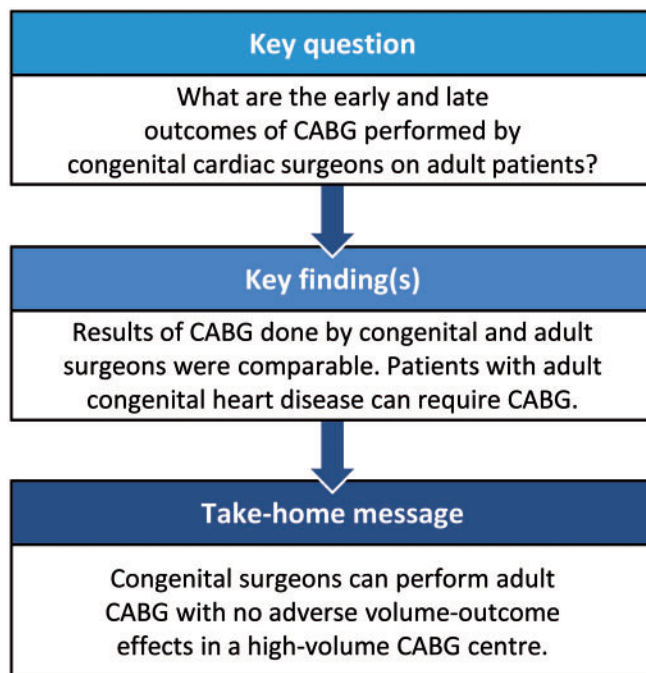 Key question
What are the early and late
outcomes of CABG performed by
congenital cardiac surgeons on adult patients?
Key finding(s)
Results of CABG done by congenital and adult
surgeons were comparable. Patients with adult
congenital heart disease can require CABG.
Take-home message
Congenital surgeons can perform adult
CABG with no adverse volume-outcome
effects in a high-volume CABG centre.